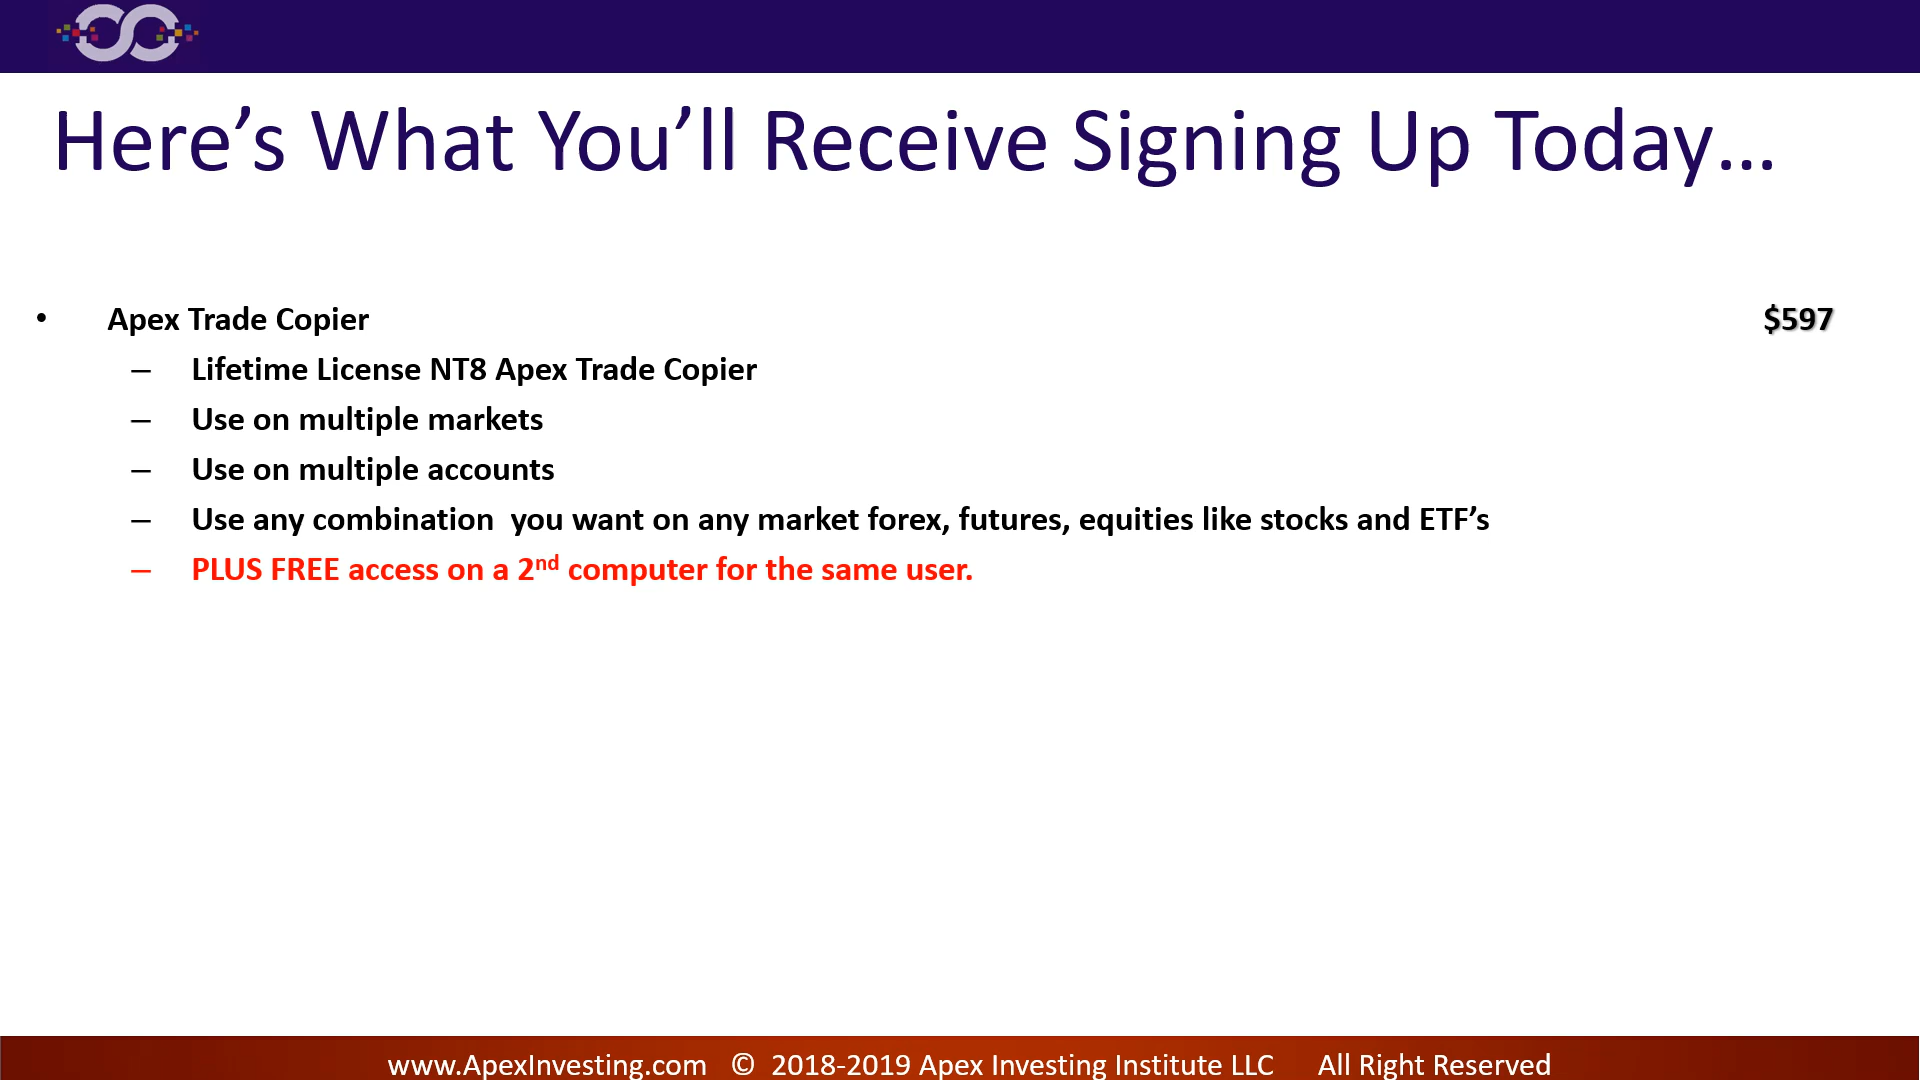 Here’s What You’ll Receive Signing Up Today…
• Apex Trade Copier $597
– Lifetime License NT8 Apex Trade Copier
– Use on multiple markets
– Use on multiple accounts
– Use any combination  you want on any market forex, futures, equities like stocks and ETF’s
– PLUS FREE access on a 2nd computer for the same user.
www.ApexInvesting.com © 2018-2019 Apex Investing Institute LLC All Right Reserved